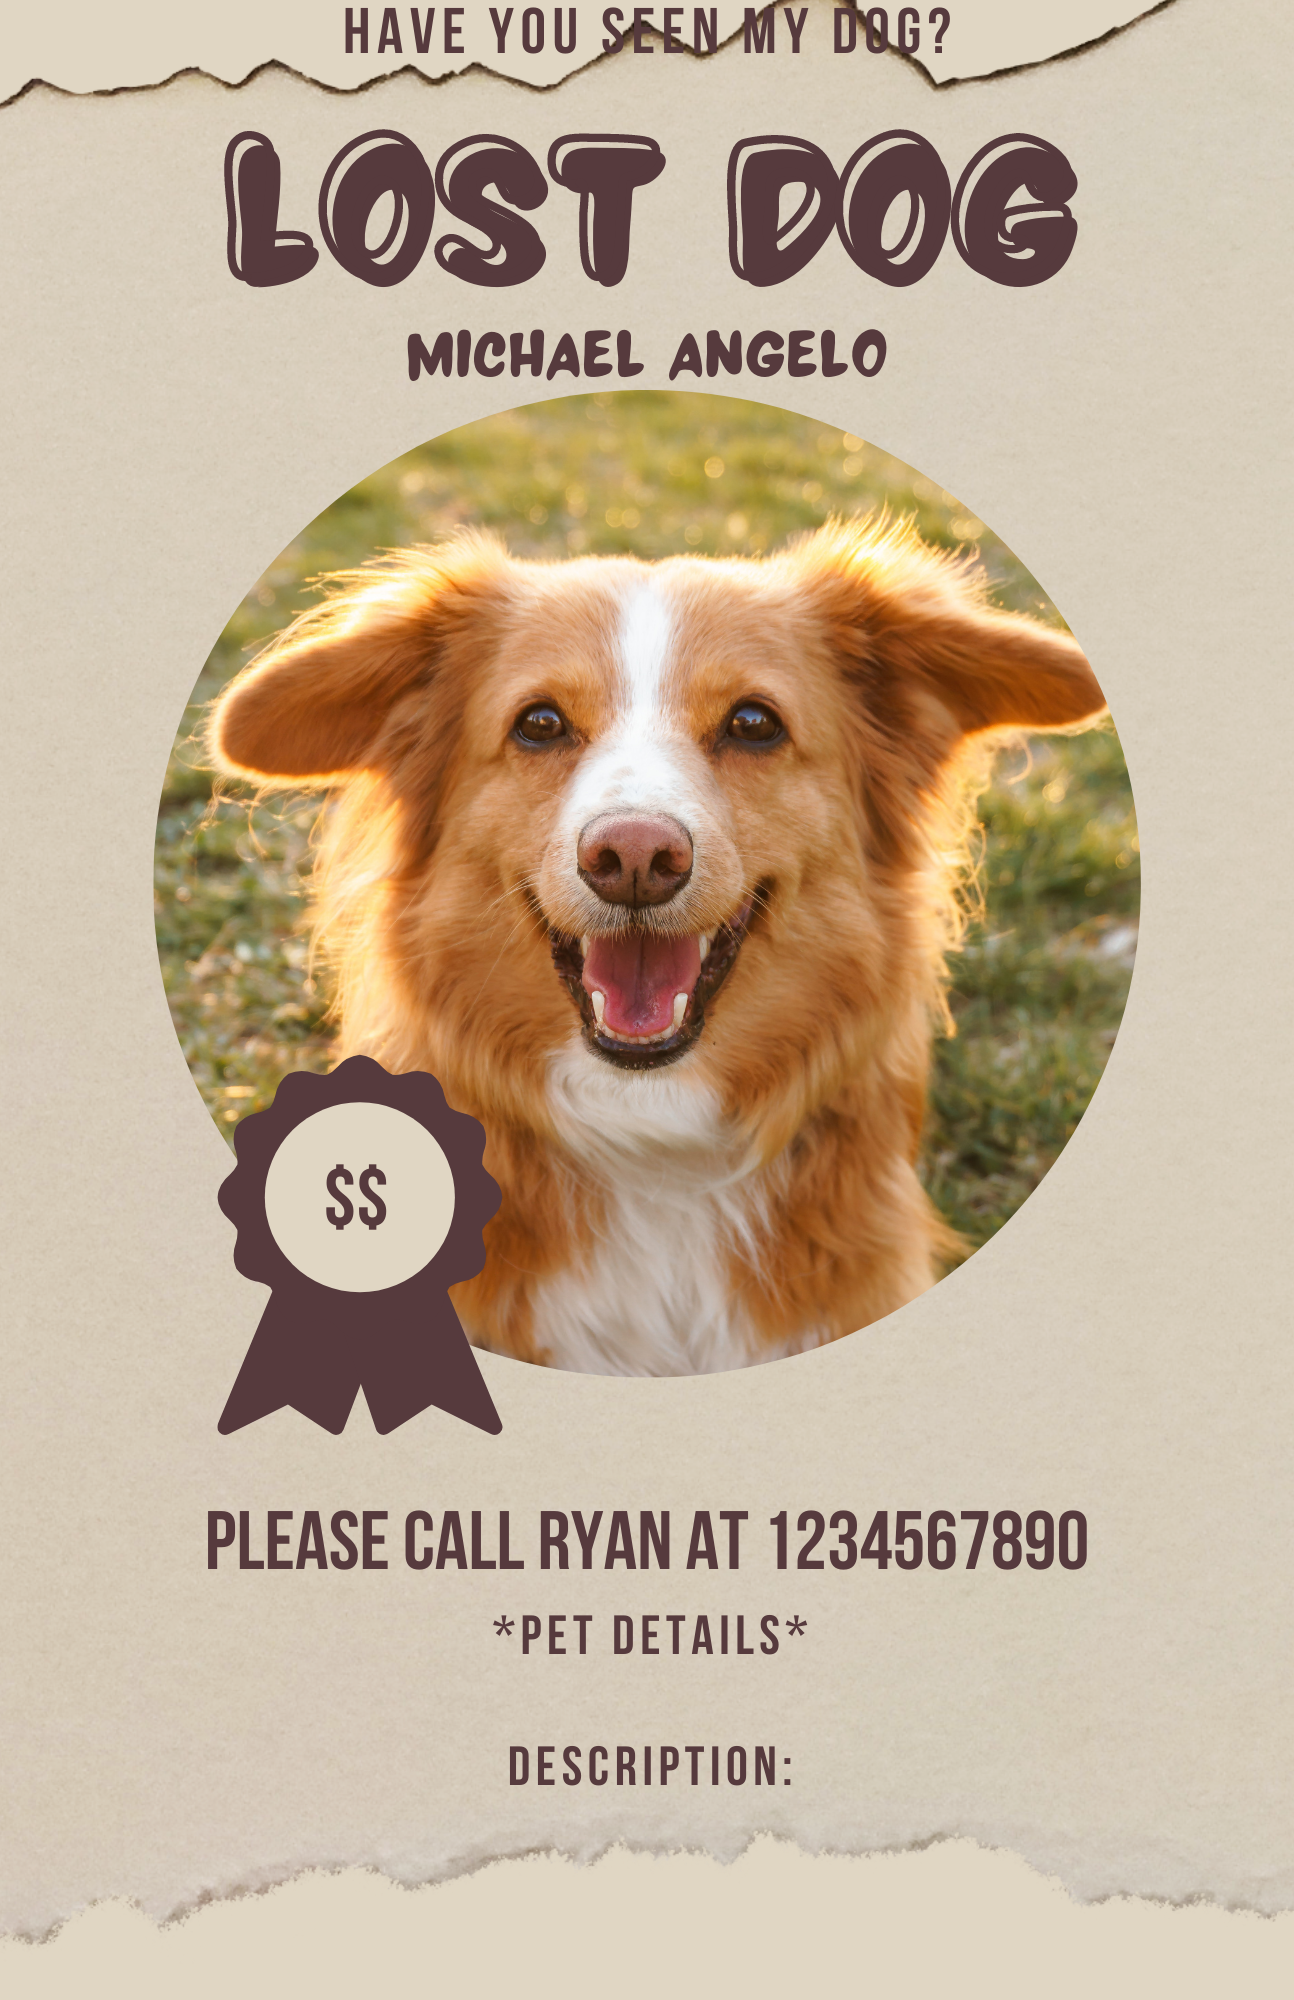 HAVE YOU SEEN MY DOG?
LOST DOG
MICHAEL ANGELO
$$
PLEASE CALL RYAN AT 1234567890
*PET DETAILS*
DESCRIPTION: